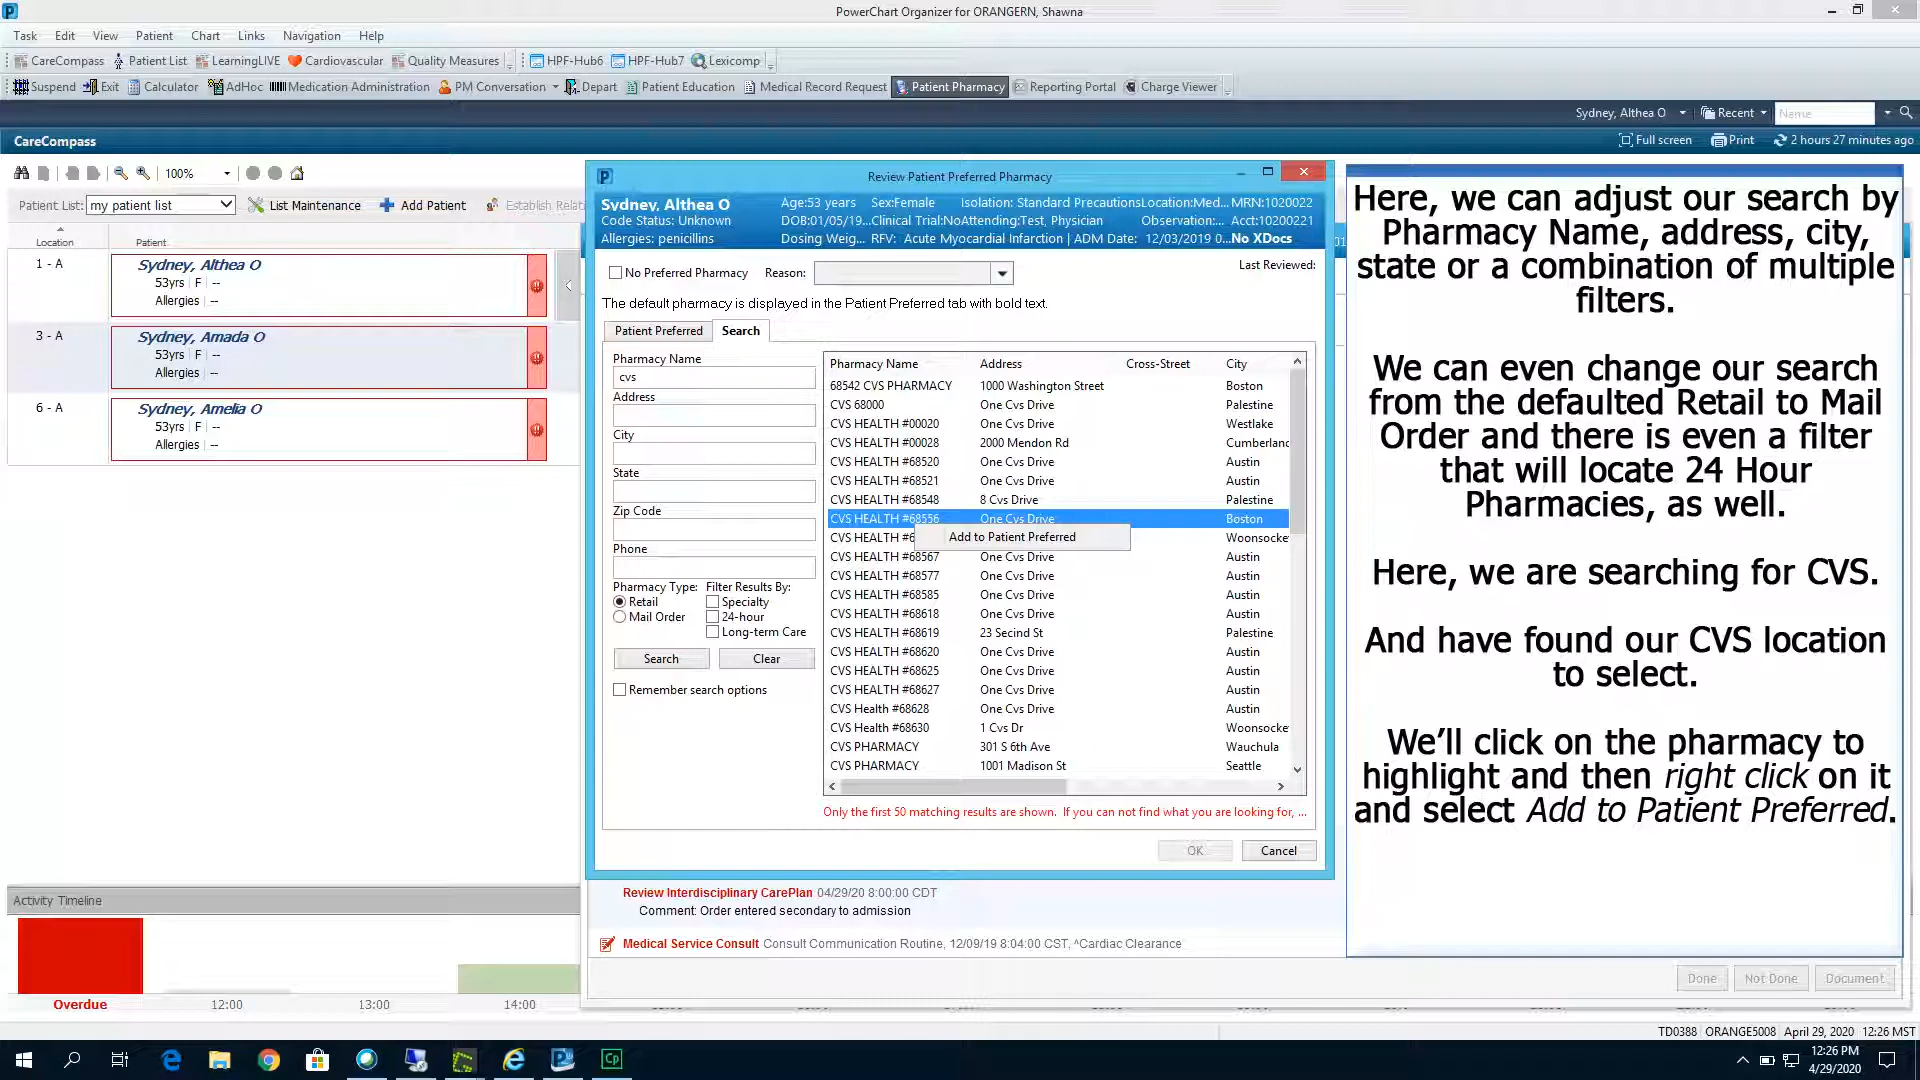 PowerChart Organizer for ORANGERN, Shawna
Task Edit View Patient Chart Links Navigation Help
CareCompass Patient List LearningLIVE Cardiovascular Quality Measures HPF-Hub6 HPF-Hub7 Lexicomp
Suspend Exit Calculator AdHoc Medication Administration PM Conversation Depart Patient Education Medical Record Request Patient Pharmacy Reporting Portal Charge Viewer
Sydney, Althea O Recent Name
CareCompass Full screen Print 2 hours 27 minutes ago
100%
Patient List: my patient list List Maintenance Add Patient Establish Rela
Location Patient
1 - A Sydney, Althea O
53yrs F --
Allergies --
3 - A Sydney, Amada O
53yrs F --
Allergies --
6 - A Sydney, Amelia O
53yrs F --
Allergies --
Review Patient Preferred Pharmacy
Sydney, Althea O Age:53 years Sex:Female Isolation: Standard Precautions Location:Med... MRN:1020022
Code Status: Unknown DOB:01/05/19... Clinical Trial:No Attending:Test, Physician Observation:... Acct:10200221
Allergies: penicillins Dosing Weig... RFV: Acute Myocardial Infarction | ADM Date: 12/03/2019 0... No XDocs
No Preferred Pharmacy Reason: Last Reviewed:
The default pharmacy is displayed in the Patient Preferred tab with bold text.
Patient Preferred Search
Pharmacy Name
cvs
Address
City
State
Zip Code
Phone
Pharmacy Type: Filter Results By:
Retail Specialty
Mail Order 24-hour
Long-term Care
Search Clear
Remember search options
Pharmacy Name Address Cross-Street City
68542 CVS PHARMACY 1000 Washington Street Boston
CVS 68000 One Cvs Drive Palestine
CVS HEALTH #00020 One Cvs Drive Westlake
CVS HEALTH #00028 2000 Mendon Rd Cumberlanc
CVS HEALTH #68520 One Cvs Drive Austin
CVS HEALTH #68521 One Cvs Drive Austin
CVS HEALTH #68548 8 Cvs Drive Palestine
CVS HEALTH #68556 One Cvs Drive Boston
CVS HEALTH #6 Add to Patient Preferred Woonsocke
CVS HEALTH #68567 One Cvs Drive Austin
CVS HEALTH #68577 One Cvs Drive Austin
CVS HEALTH #68585 One Cvs Drive Austin
CVS HEALTH #68618 One Cvs Drive Austin
CVS HEALTH #68619 23 Secind St Palestine
CVS HEALTH #68620 One Cvs Drive Austin
CVS HEALTH #68625 One Cvs Drive Austin
CVS HEALTH #68627 One Cvs Drive Austin
CVS Health #68628 One Cvs Drive Austin
CVS Health #68630 1 Cvs Dr Woonsocke
CVS PHARMACY 301 S 6th Ave Wauchula
CVS PHARMACY 1001 Madison St Seattle
Only the first 50 matching results are shown. If you can not find what you are looking for, ...
OK Cancel
Here, we can adjust our search by
Pharmacy Name, address, city,
state or a combination of multiple
filters.
We can even change our search
from the defaulted Retail to Mail
Order and there is even a filter
that will locate 24 Hour
Pharmacies, as well.
Here, we are searching for CVS.
And have found our CVS location
to select.
We'll click on the pharmacy to
highlight and then right click on it
and select Add to Patient Preferred.
Review Interdisciplinary CarePlan 04/29/20 8:00:00 CDT
Comment: Order entered secondary to admission
Medical Service Consult Consult Communication Routine, 12/09/19 8:04:00 CST, ^Cardiac Clearance
Done Not Done Document
Activity Timeline
Overdue 12:00 13:00 14:00
TD0388 ORANGE5008 April 29, 2020 12:26 MST
12:26 PM
4/29/2020